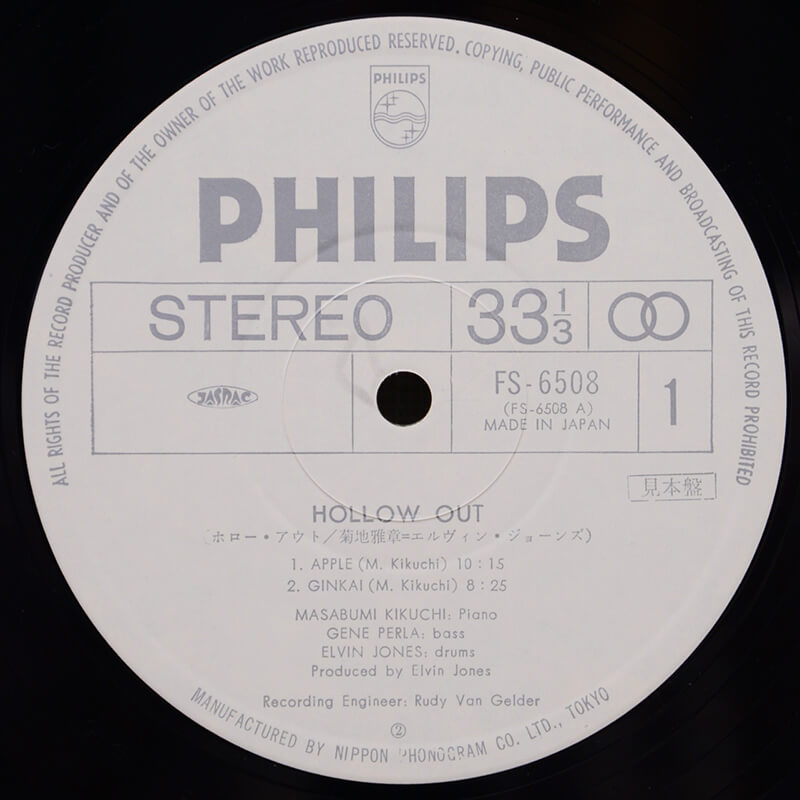 ALL RIGHTS OF THE RECORD PRODUCER AND OF THE OWNER OF THE WORK REPRODUCED RESERVED. COPYING, PUBLIC PERFORMANCE AND BROADCASTING OF THIS RECORD PROHIBITED
PHILIPS
PHILIPS
STEREO 33 1/3
JASRAC
FS-6508
(FS-6508 A)
MADE IN JAPAN
1
見本盤
HOLLOW OUT
(ホロー・アウト/菊地雅章=エルヴィン・ジョーンズ)
1. APPLE (M. Kikuchi) 10:15
2. GINKAI (M. Kikuchi) 8:25
MASABUMI KIKUCHI: Piano
GENE PERLA: bass
ELVIN JONES: drums
Produced by Elvin Jones
Recording Engineer: Rudy Van Gelder
②
MANUFACTURED BY NIPPON PHONOGRAM CO. LTD., TOKYO